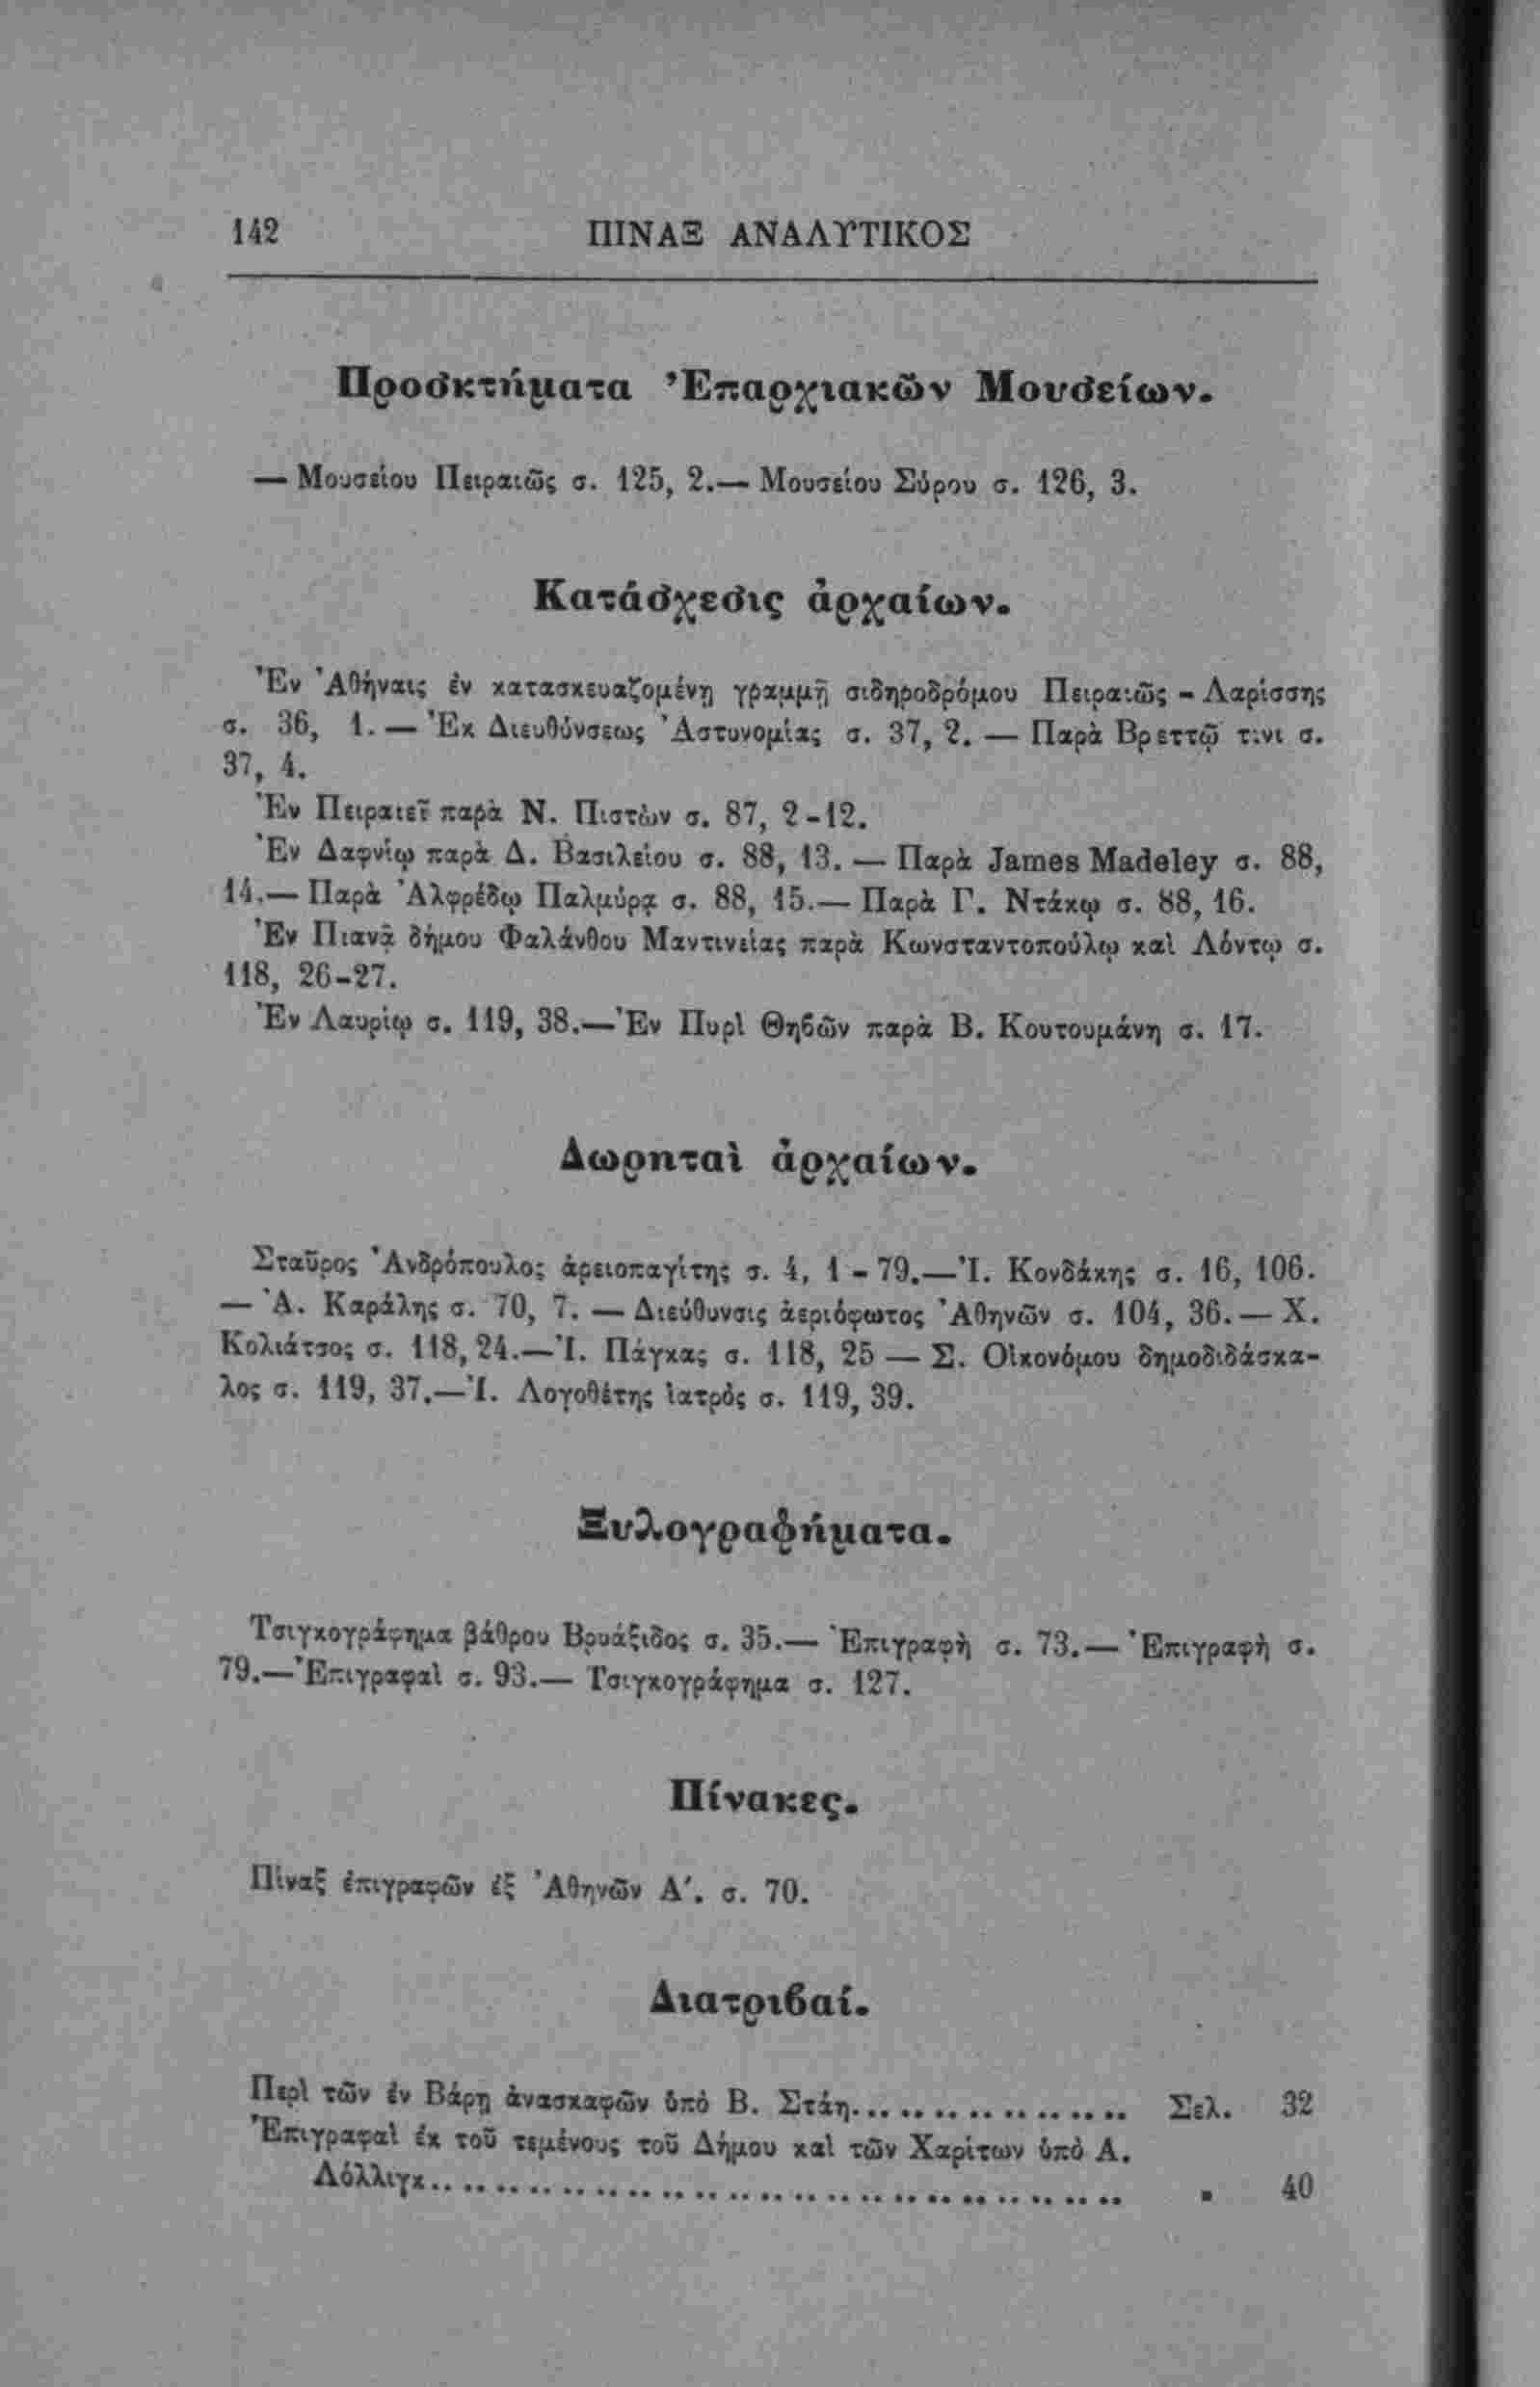 142 ΠΙΝΑΞ ΑΝΑΛΥΤΙΚΟΣ
Προσκτήματα Ἐπαρχιακῶν Μουσείων.
— Μουσείου Πειραιῶς σ. 125, 2.— Μουσείου Σύρου σ. 126, 3.
Κατάσχεσις ἀρχαίων.
Ἐν Ἀθήναις ἐν κατασκευαζομένῃ γραμμῇ σιδηροδρόμου Πειραιῶς - Λαρίσσης
σ. 36, 1. — Ἐκ Διευθύνσεως Ἀστυνομίας σ. 37, 2. — Παρὰ Βρεττῷ τινι σ.
37, 4.
Ἐν Πειραιεῖ παρὰ Ν. Πιστὼν σ. 87, 2-12.
Ἐν Δαφνίῳ παρὰ Δ. Βασιλείου σ. 88, 13. — Παρὰ James Madeley σ. 88,
14.— Παρὰ Ἀλφρέδῳ Παλμύρᾳ σ. 88, 15.— Παρὰ Γ. Ντάκῳ σ. 88, 16.
Ἐν Πιανᾷ δήμου Φαλάνθου Μαντινείας παρὰ Κωνσταντοπούλῳ καὶ Λόντῳ σ.
118, 26-27.
Ἐν Λαυρίῳ σ. 119, 38.—Ἐν Πυρὶ Θηβῶν παρὰ Β. Κουτουμάνη σ. 17.
Δωρηταὶ ἀρχαίων.
Σταῦρος Ἀνδρόπουλος ἀρειοπαγίτης σ. 4, 1 - 79.—Ἰ. Κονδάκης σ. 16, 106.
— Ἀ. Καράλης σ. 70, 7. — Διεύθυνσις ἀεριόφωτος Ἀθηνῶν σ. 104, 36.— Χ.
Κολιάτσος σ. 118, 24.—Ἰ. Πάγκας σ. 118, 25 — Σ. Οἰκονόμου δημοδιδάσκα-
λος σ. 119, 37.—Ἰ. Λογοθέτης ἰατρός σ. 119, 39.
Ξυλογραφήματα.
Τσιγκογράφημα βάθρου Βρυάξιδος σ. 35.— Ἐπιγραφὴ σ. 73.— Ἐπιγραφὴ σ.
79.—Ἐπιγραφαὶ σ. 93.— Τσιγκογράφημα σ. 127.
Πίνακες.
Πίναξ ἐπιγραφῶν ἐξ Ἀθηνῶν Α΄. σ. 70.
Διατριβαί.
Περὶ τῶν ἐν Βάρῃ ἀνασκαφῶν ὑπὸ Β. Στάη................. Σελ. 32
Ἐπιγραφαὶ ἐκ τοῦ τεμένους τοῦ Δήμου καὶ τῶν Χαρίτων ὑπὸ Α.
Λόλλιγκ.......................................... » 40